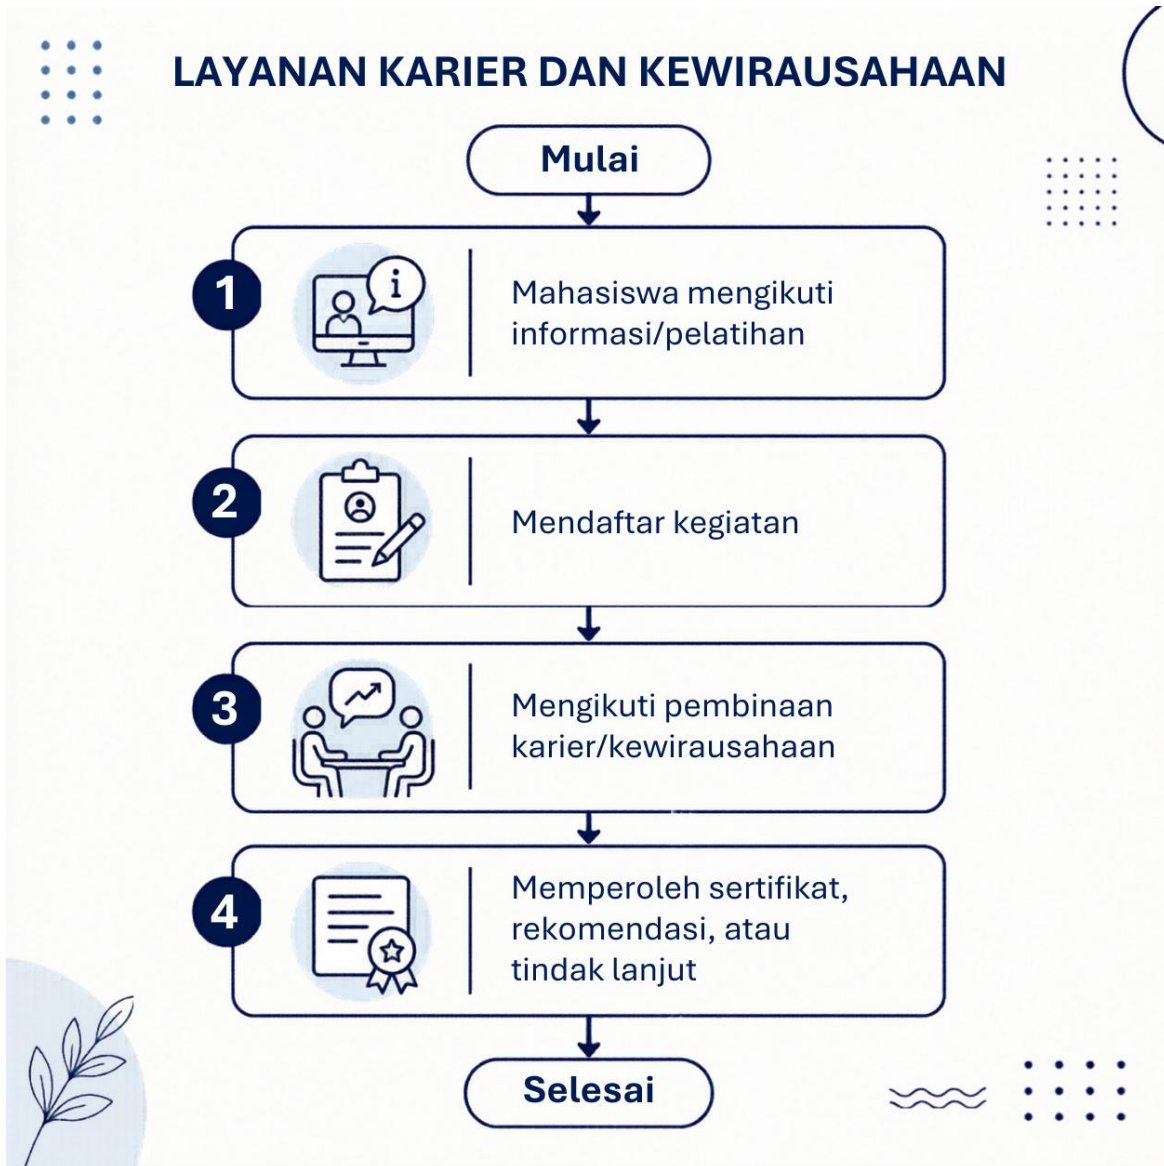 LAYANAN KARIER DAN KEWIRAUSAHAAN
Mulai
1
i
Mahasiswa mengikuti
informasi/pelatihan
2
Mendaftar kegiatan
3
Mengikuti pembinaan
karier/kewirausahaan
4
Memperoleh sertifikat,
rekomendasi, atau
tindak lanjut
Selesai